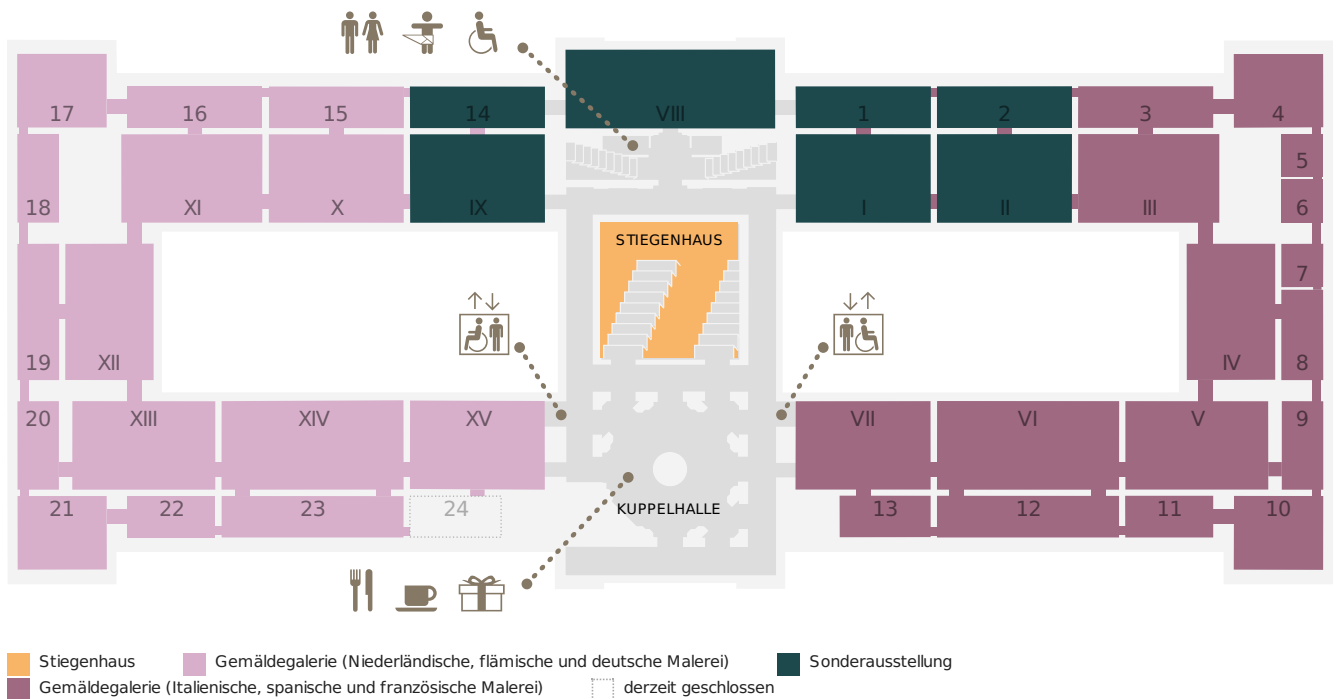 17 16 15 14 VIII 1 2 3 4
5
18 XI X IX I II III 6
STIEGENHAUS
7
19 XII IV 8
20 XIII XIV XV VII VI V 9
21 22 23 24 KUPPELHALLE 13 12 11 10
Stiegenhaus Gemäldegalerie (Niederländische, flämische und deutsche Malerei) Sonderausstellung
Gemäldegalerie (Italienische, spanische und französische Malerei) derzeit geschlossen